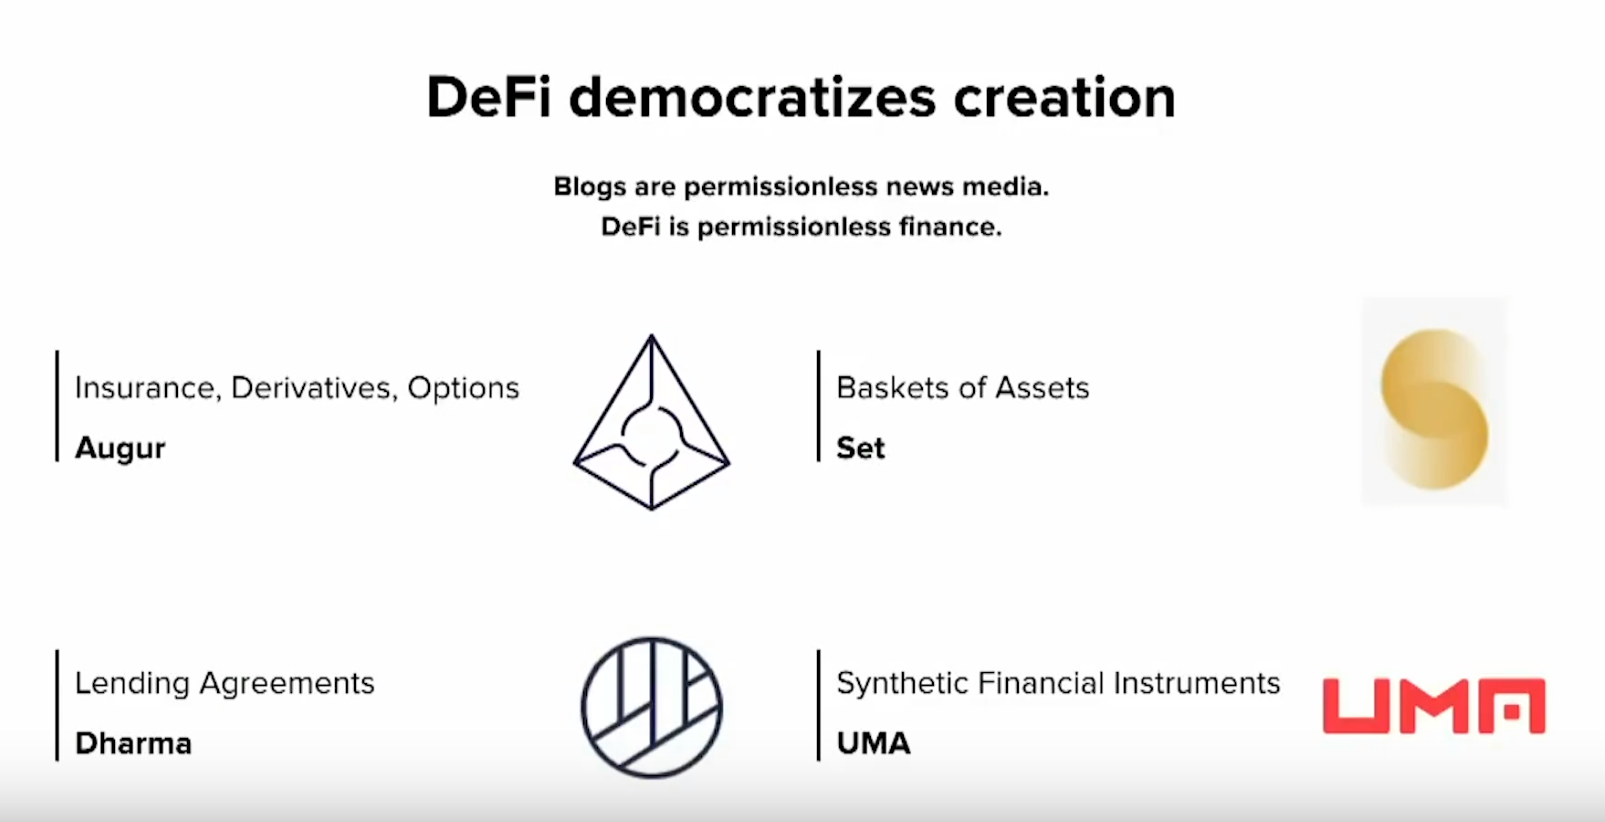 DeFi democratizes creation
Blogs are permissionless news media.
DeFi is permissionless finance.
Insurance, Derivatives, Options
Augur
Baskets of Assets
Set
Lending Agreements
Dharma
Synthetic Financial Instruments
UMA
UMA